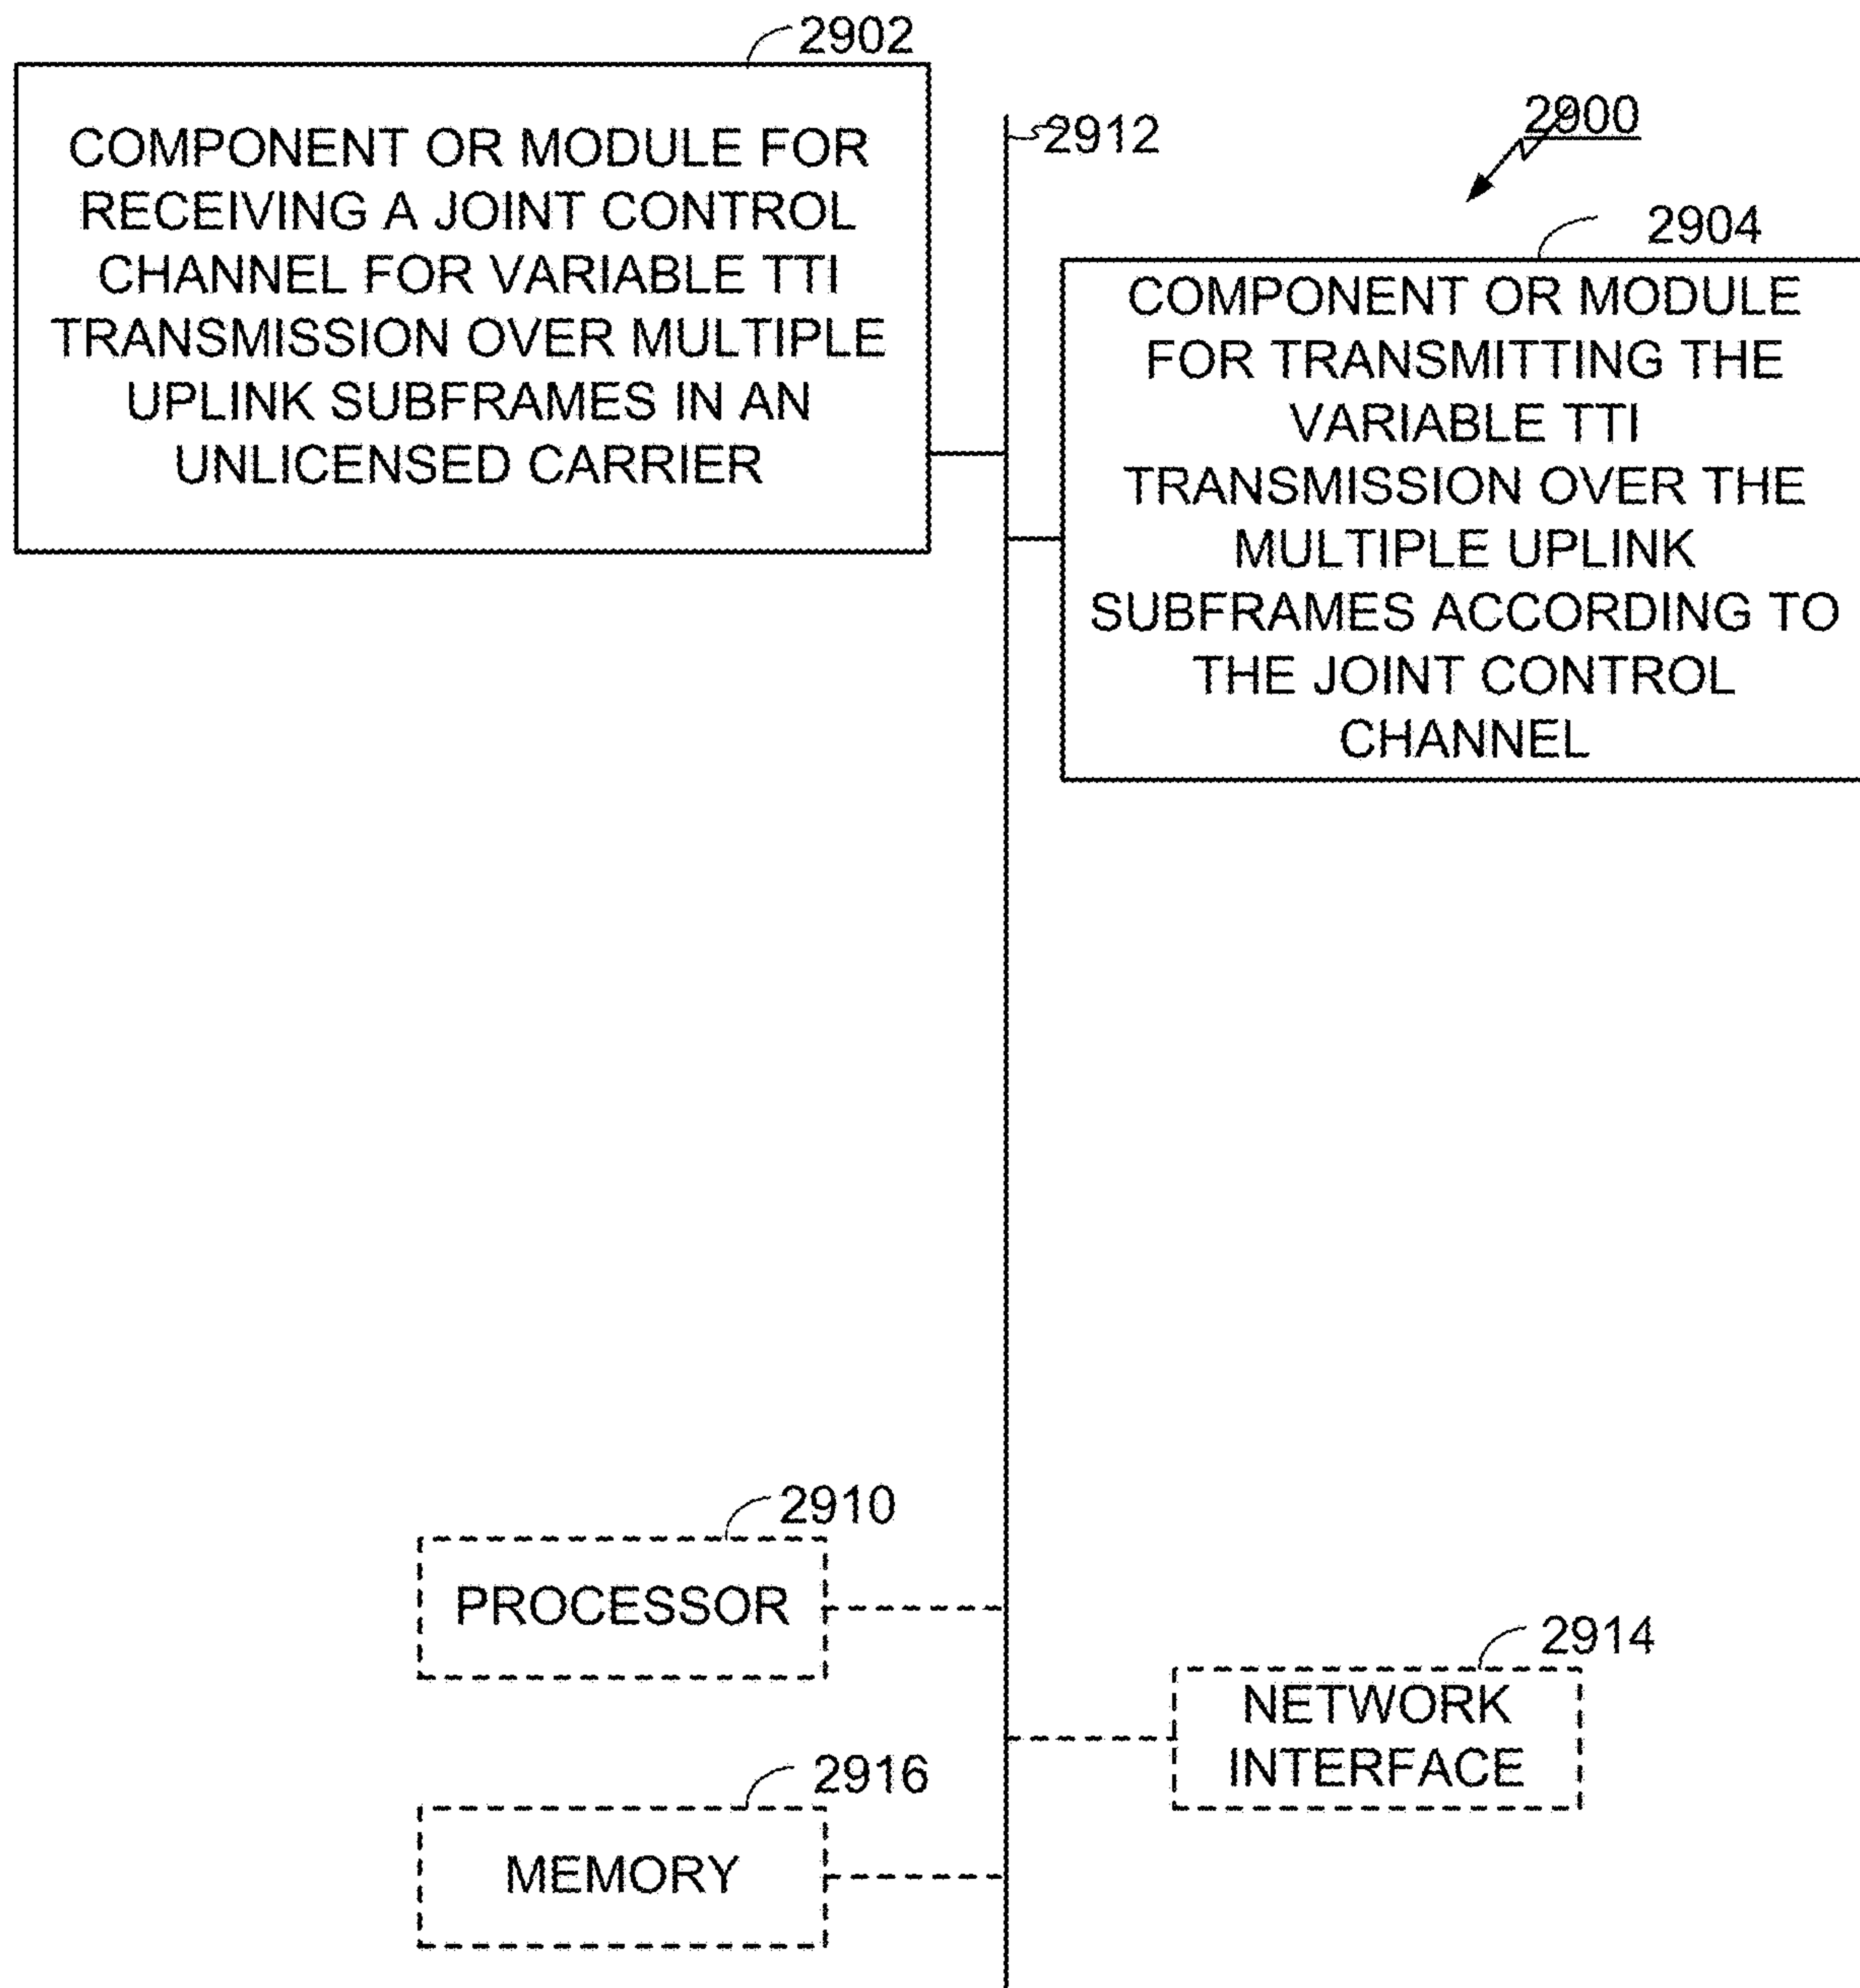 2902
COMPONENT OR MODULE FOR
RECEIVING A JOINT CONTROL
CHANNEL FOR VARIABLE TTI
TRANSMISSION OVER MULTIPLE
UPLINK SUBFRAMES IN AN
UNLICENSED CARRIER
2912
2900
2904
COMPONENT OR MODULE
FOR TRANSMITTING THE
VARIABLE TTI
TRANSMISSION OVER THE
MULTIPLE UPLINK
SUBFRAMES ACCORDING TO
THE JOINT CONTROL
CHANNEL
2910
PROCESSOR
2914
NETWORK
INTERFACE
2916
MEMORY